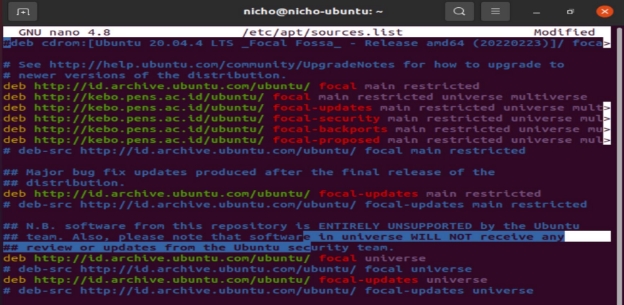 nicho@nicho-ubuntu: ~
GNU nano 4.8 /etc/apt/sources.list Modified
#deb cdrom:[Ubuntu 20.04.4 LTS _Focal Fossa_ - Release amd64 (20220223)]/ foca>
# See http://help.ubuntu.com/community/UpgradeNotes for how to upgrade to
# newer versions of the distribution.
deb http://id.archive.ubuntu.com/ubuntu/ focal main restricted
deb http://kebo.pens.ac.id/ubuntu/ focal main restricted universe multiverse
deb http://kebo.pens.ac.id/ubuntu/ focal-updates main restricted universe mult>
deb http://kebo.pens.ac.id/ubuntu/ focal-security main restricted universe mul>
deb http://kebo.pens.ac.id/ubuntu/ focal-backports main restricted universe mu>
deb http://kebo.pens.ac.id/ubuntu/ focal-proposed main restricted universe mul>
# deb-src http://id.archive.ubuntu.com/ubuntu/ focal main restricted
## Major bug fix updates produced after the final release of the
## distribution.
deb http://id.archive.ubuntu.com/ubuntu/ focal-updates main restricted
# deb-src http://id.archive.ubuntu.com/ubuntu/ focal-updates main restricted
## N.B. software from this repository is ENTIRELY UNSUPPORTED by the Ubuntu
## team. Also, please note that software in universe WILL NOT receive any
## review or updates from the Ubuntu security team.
deb http://id.archive.ubuntu.com/ubuntu/ focal universe
# deb-src http://id.archive.ubuntu.com/ubuntu/ focal universe
deb http://id.archive.ubuntu.com/ubuntu/ focal-updates universe
# deb-src http://id.archive.ubuntu.com/ubuntu/ focal-updates universe